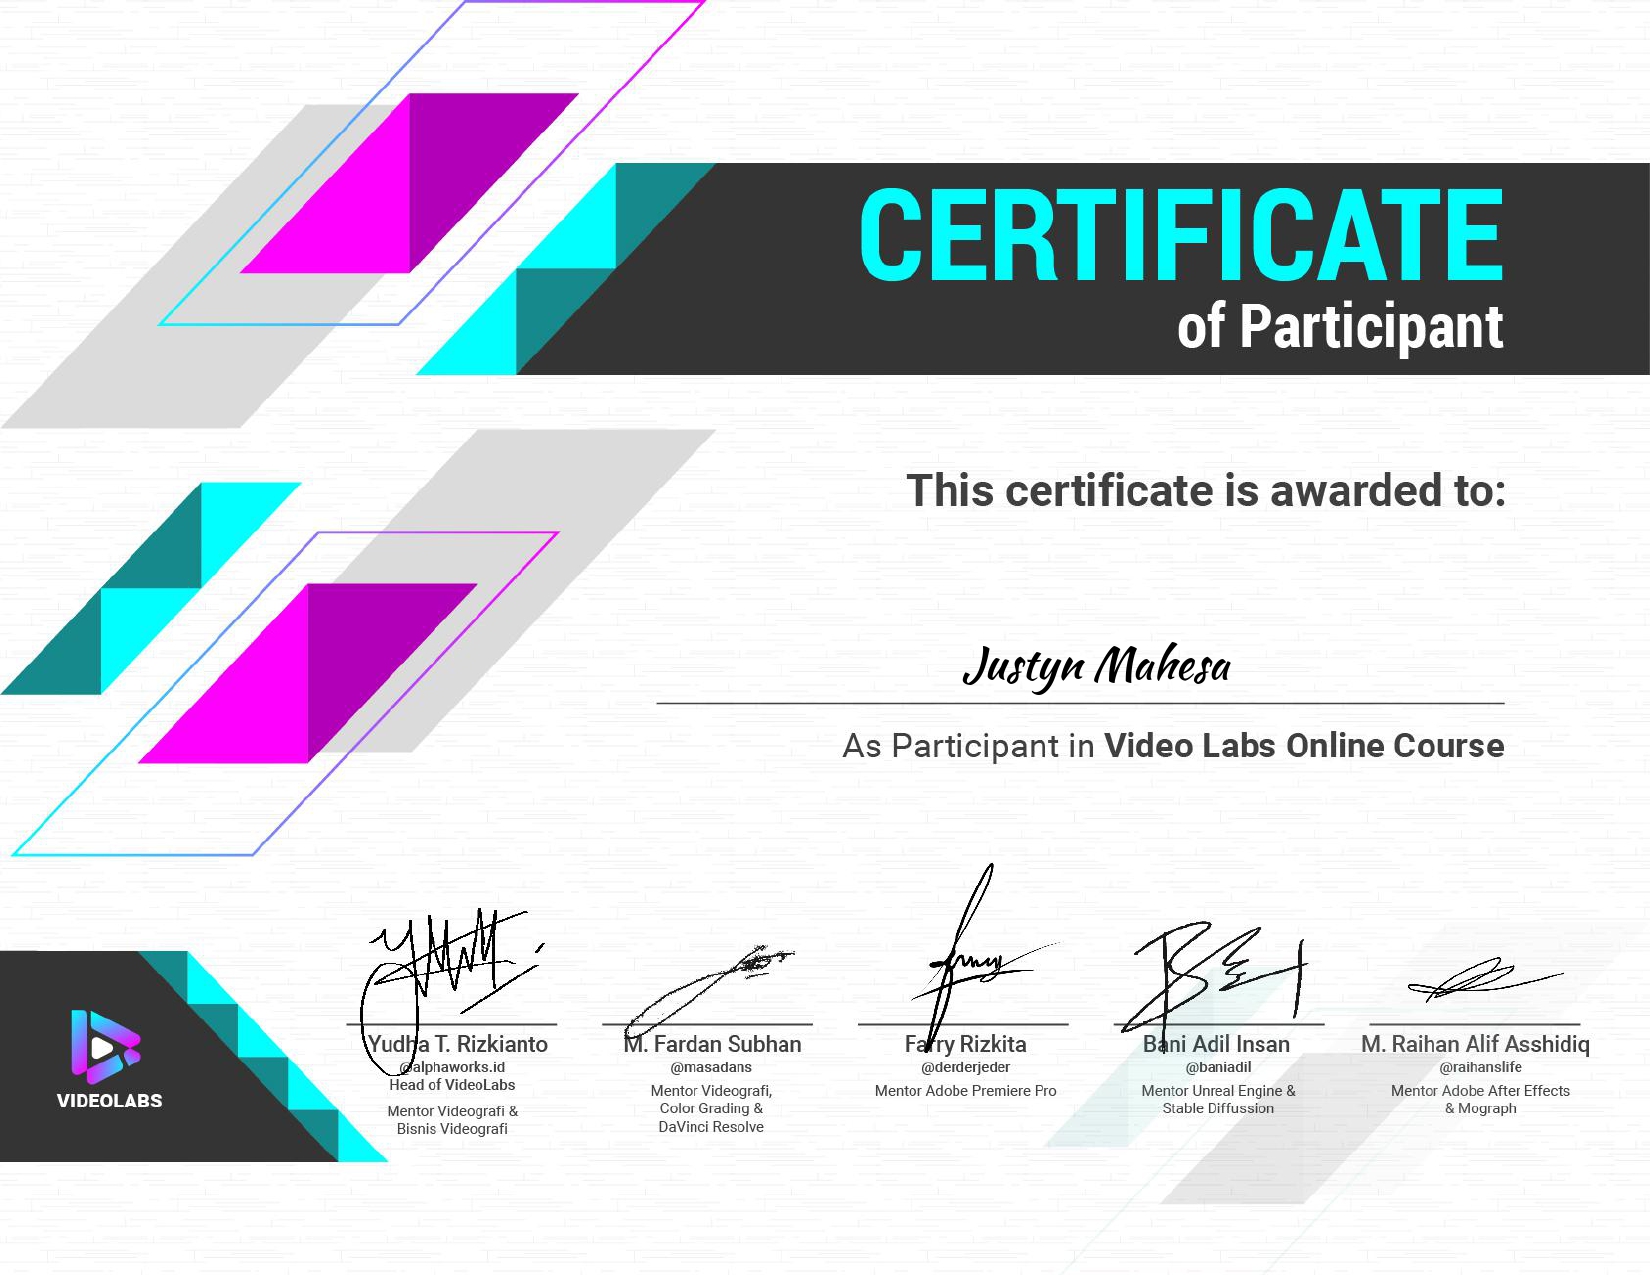 CERTIFICATE
of Participant
This certificate is awarded to:
Justyn Mahesa
As Participant in Video Labs Online Course
VIDEOLABS
Yudha T. Rizkianto
@alphaworks.id
Head of VideoLabs
Mentor Videografi &
Bisnis Videografi
M. Fardan Subhan
@masadans
Mentor Videografi,
Color Grading &
DaVinci Resolve
Farry Rizkita
@derderjeder
Mentor Adobe Premiere Pro
Bani Adil Insan
@baniadil
Mentor Unreal Engine &
Stable Diffussion
M. Raihan Alif Asshidiq
@raihanslife
Mentor Adobe After Effects
& Mograph